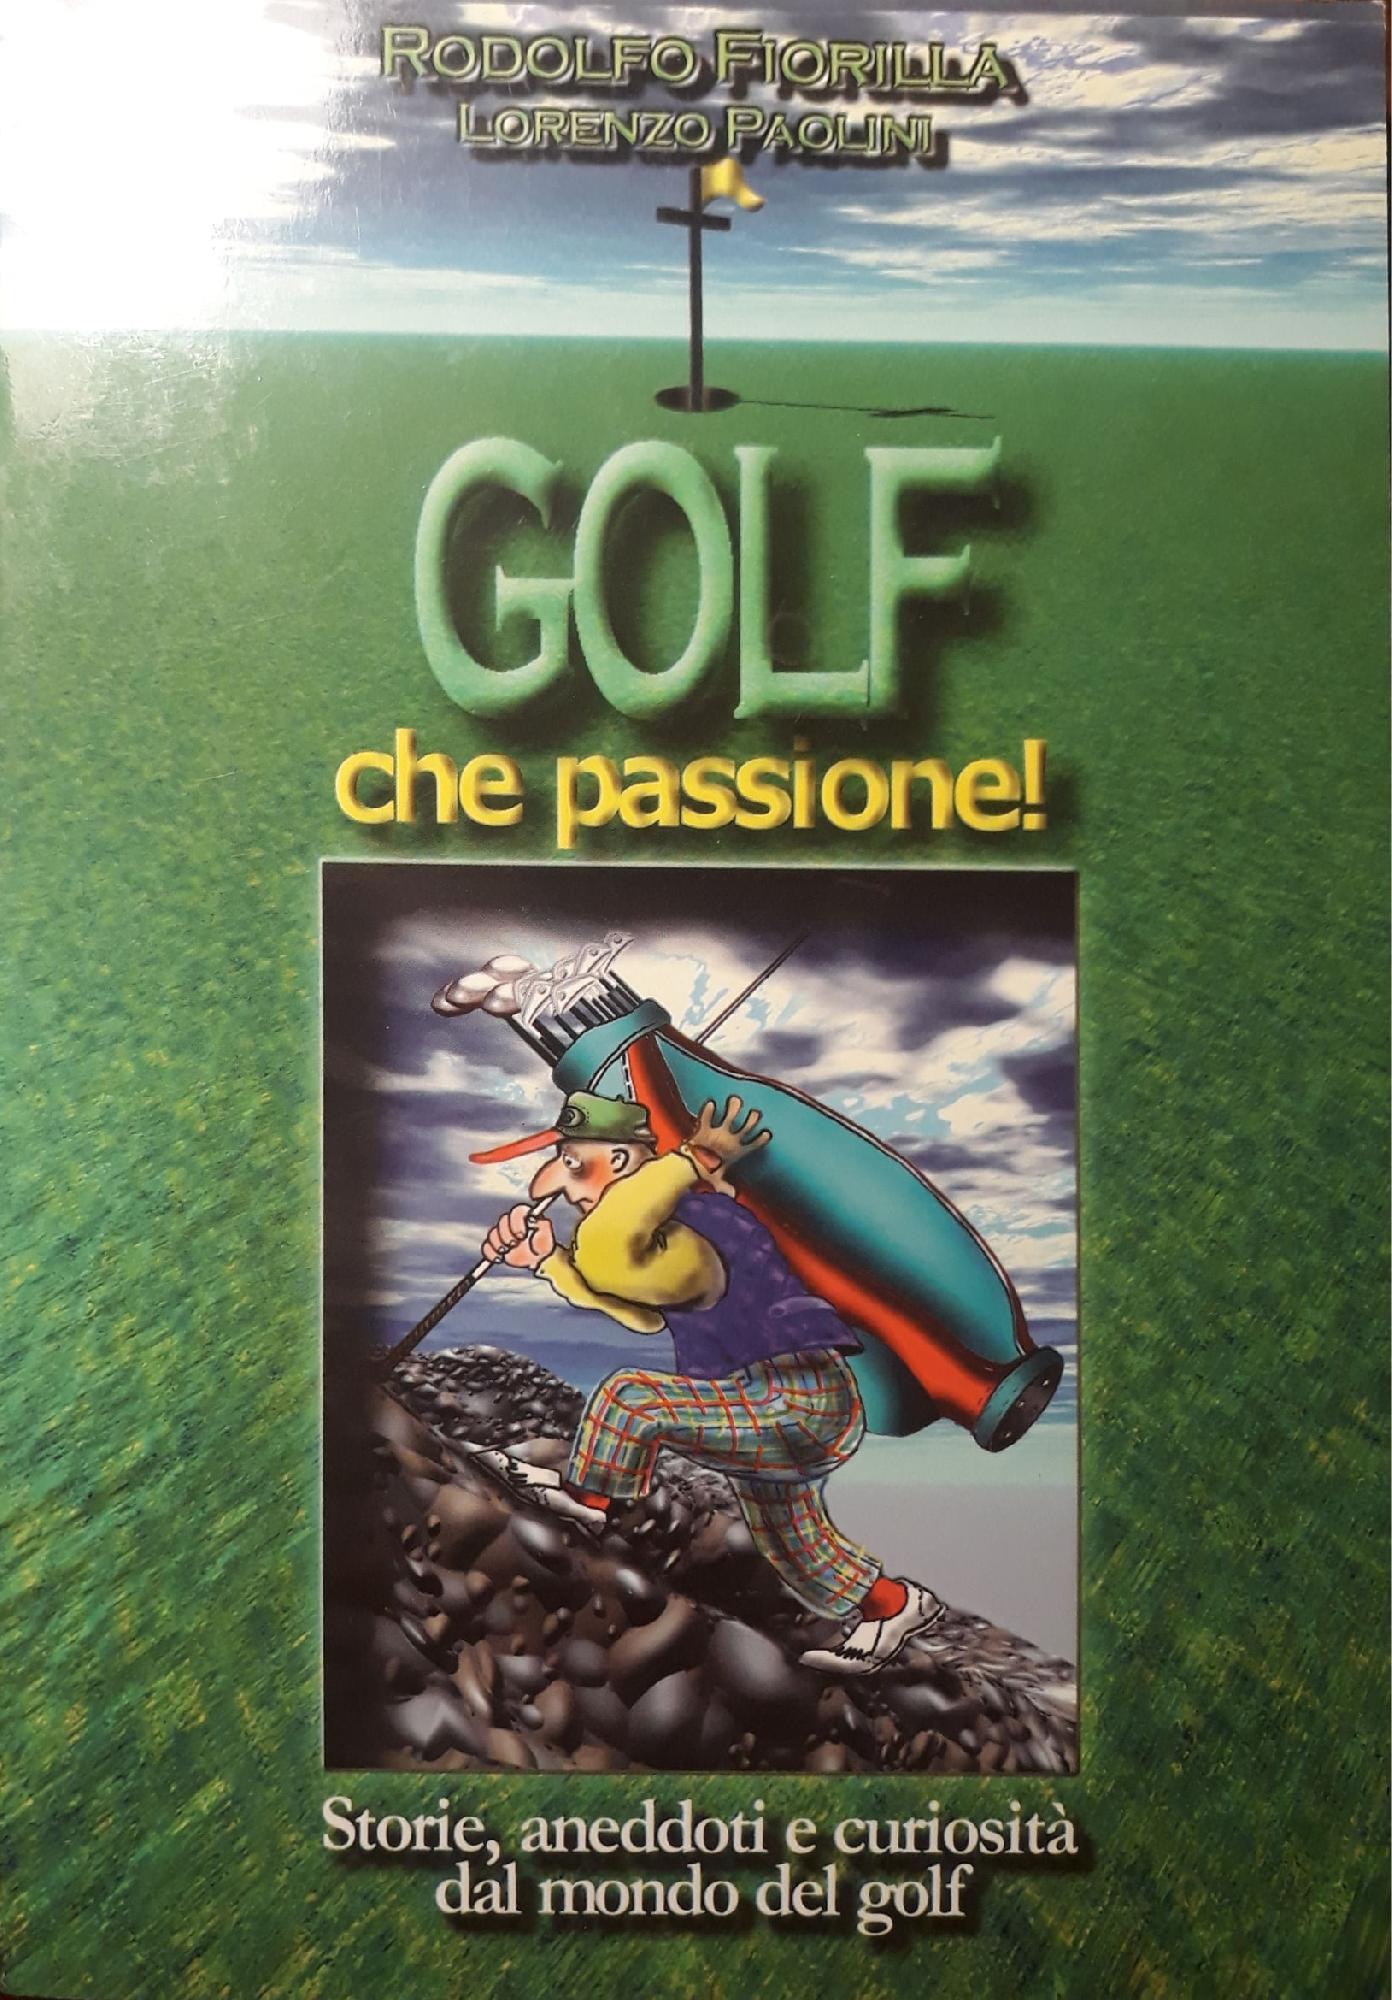 RODOLFO FIORILLA
LORENZO PAOLINI
GOLF
che passione!
Storie, aneddoti e curiosità
dal mondo del golf